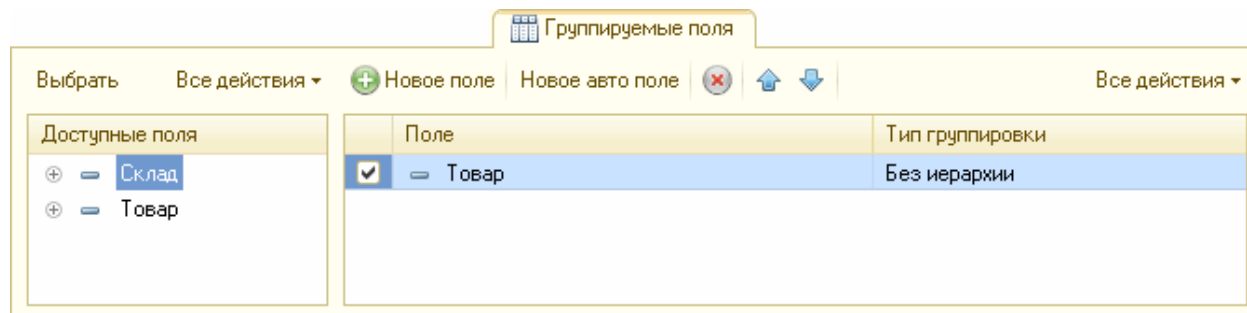 Группируемые поля
Выбрать Все действия Новое поле Новое авто поле Все действия
Доступные поля Поле Тип группировки
Склад Товар Без иерархии
Товар